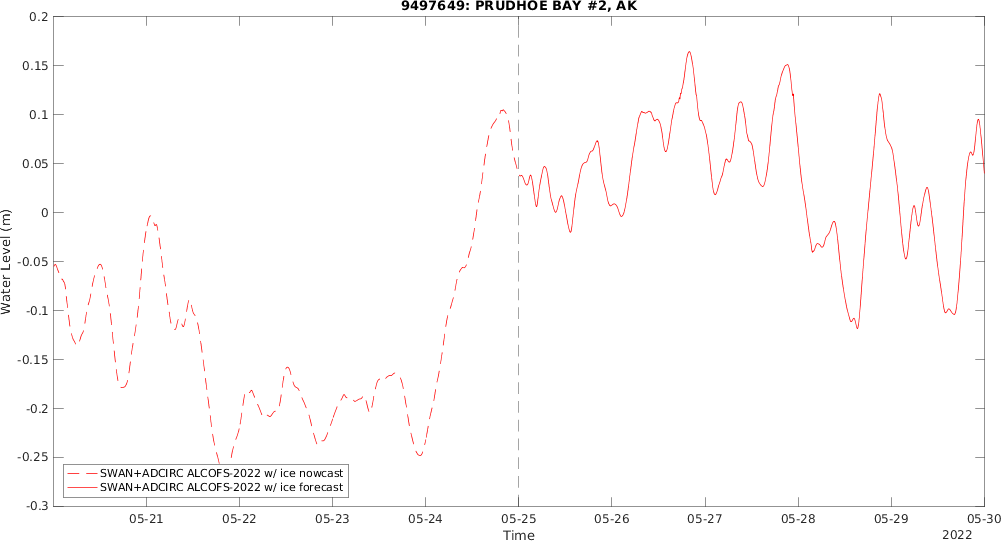 9497649: PRUDHOE BAY #2, AK
0.2
0.15
0.1
0.05
0
-0.05
-0.1
-0.15
-0.2
-0.25
-0.3
Water Level (m)
SWAN+ADCIRC ALCOFS-2022 w/ ice nowcast
SWAN+ADCIRC ALCOFS-2022 w/ ice forecast
05-21 05-22 05-23 05-24 05-25 05-26 05-27 05-28 05-29 05-30
Time
2022